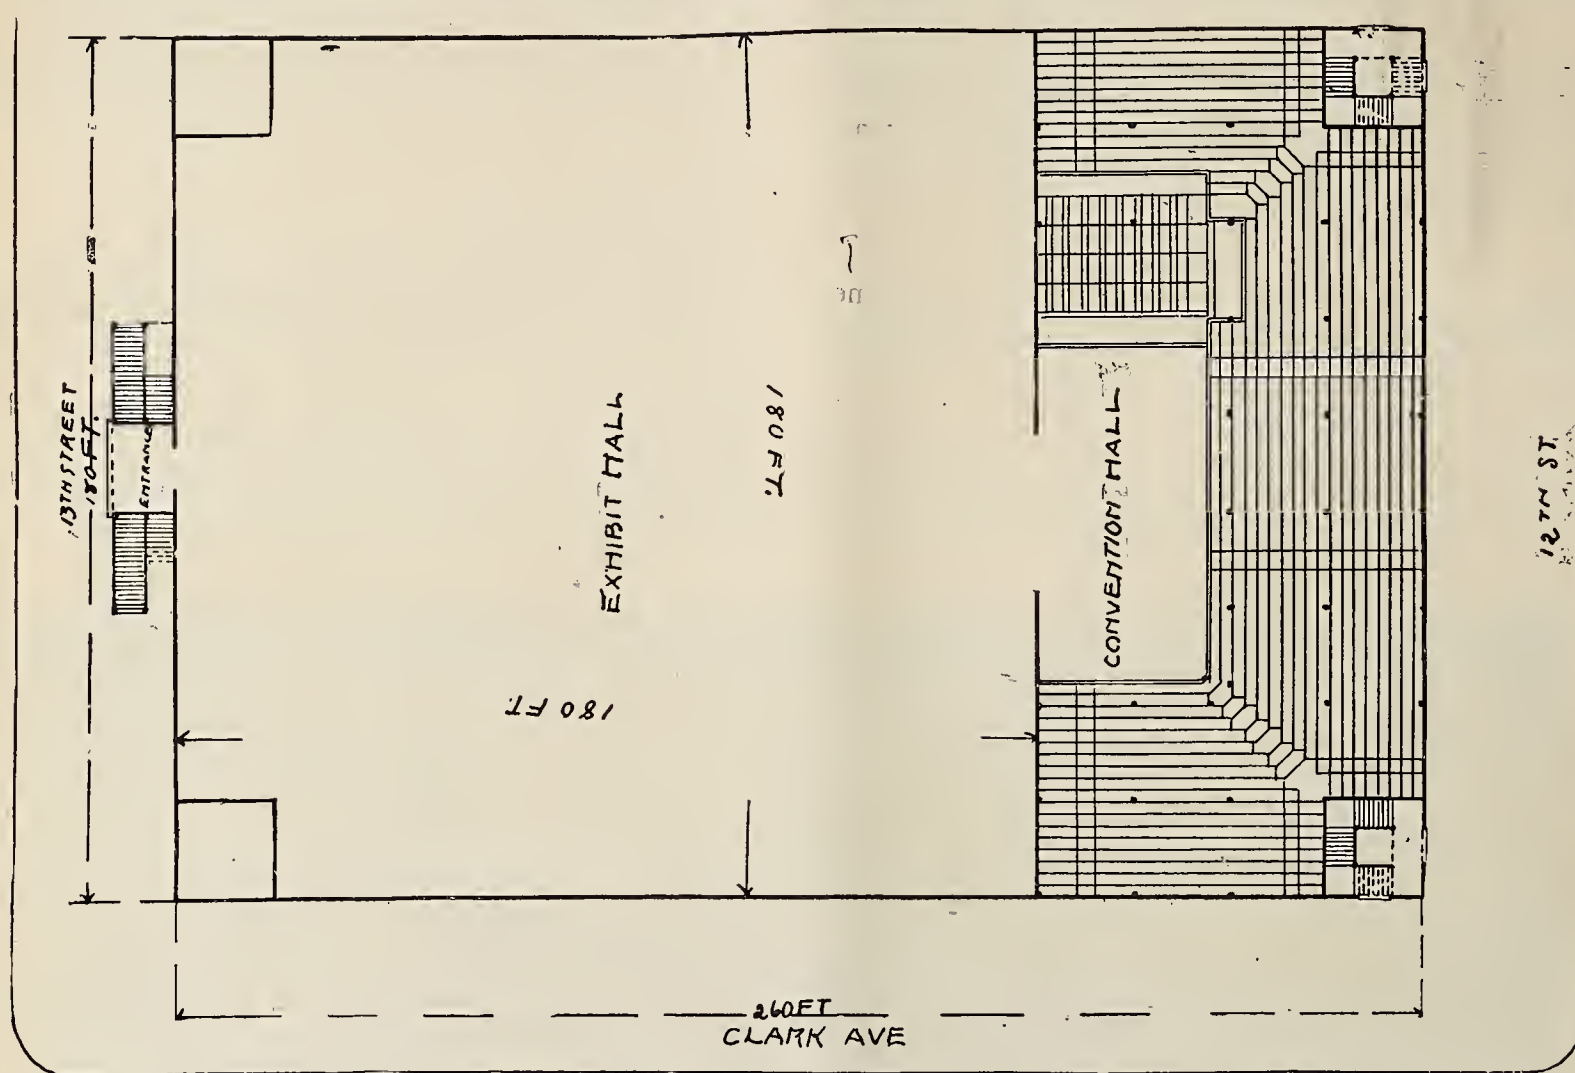 13TH STREET
180 FT.
ENTRANCE
EXHIBIT HALL
180 FT.
180 FT.
CONVENTION HALL
12TH ST.
260 FT
CLARK AVE